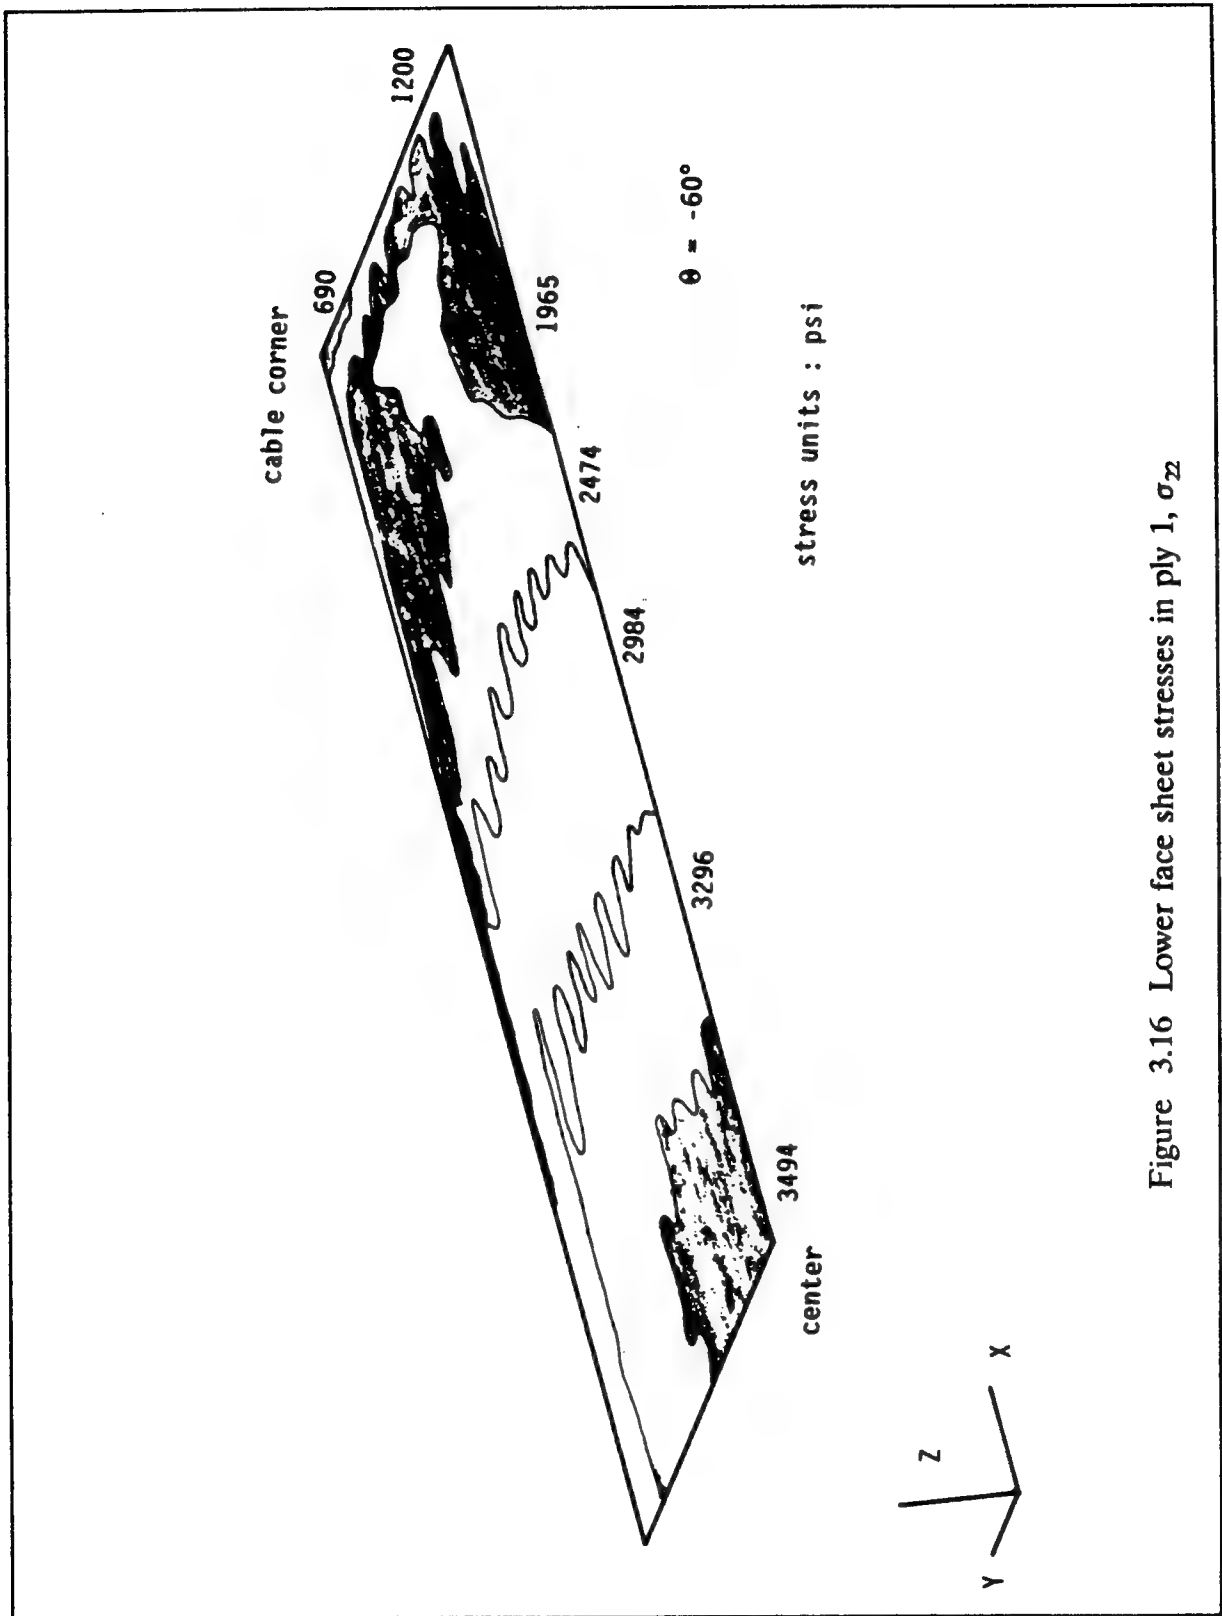 cable corner
690
1200
1965
θ = -60°
2474
2984
stress units : psi
3296
3494
center
Z
X
Y
Figure 3.16 Lower face sheet stresses in ply 1, σ22